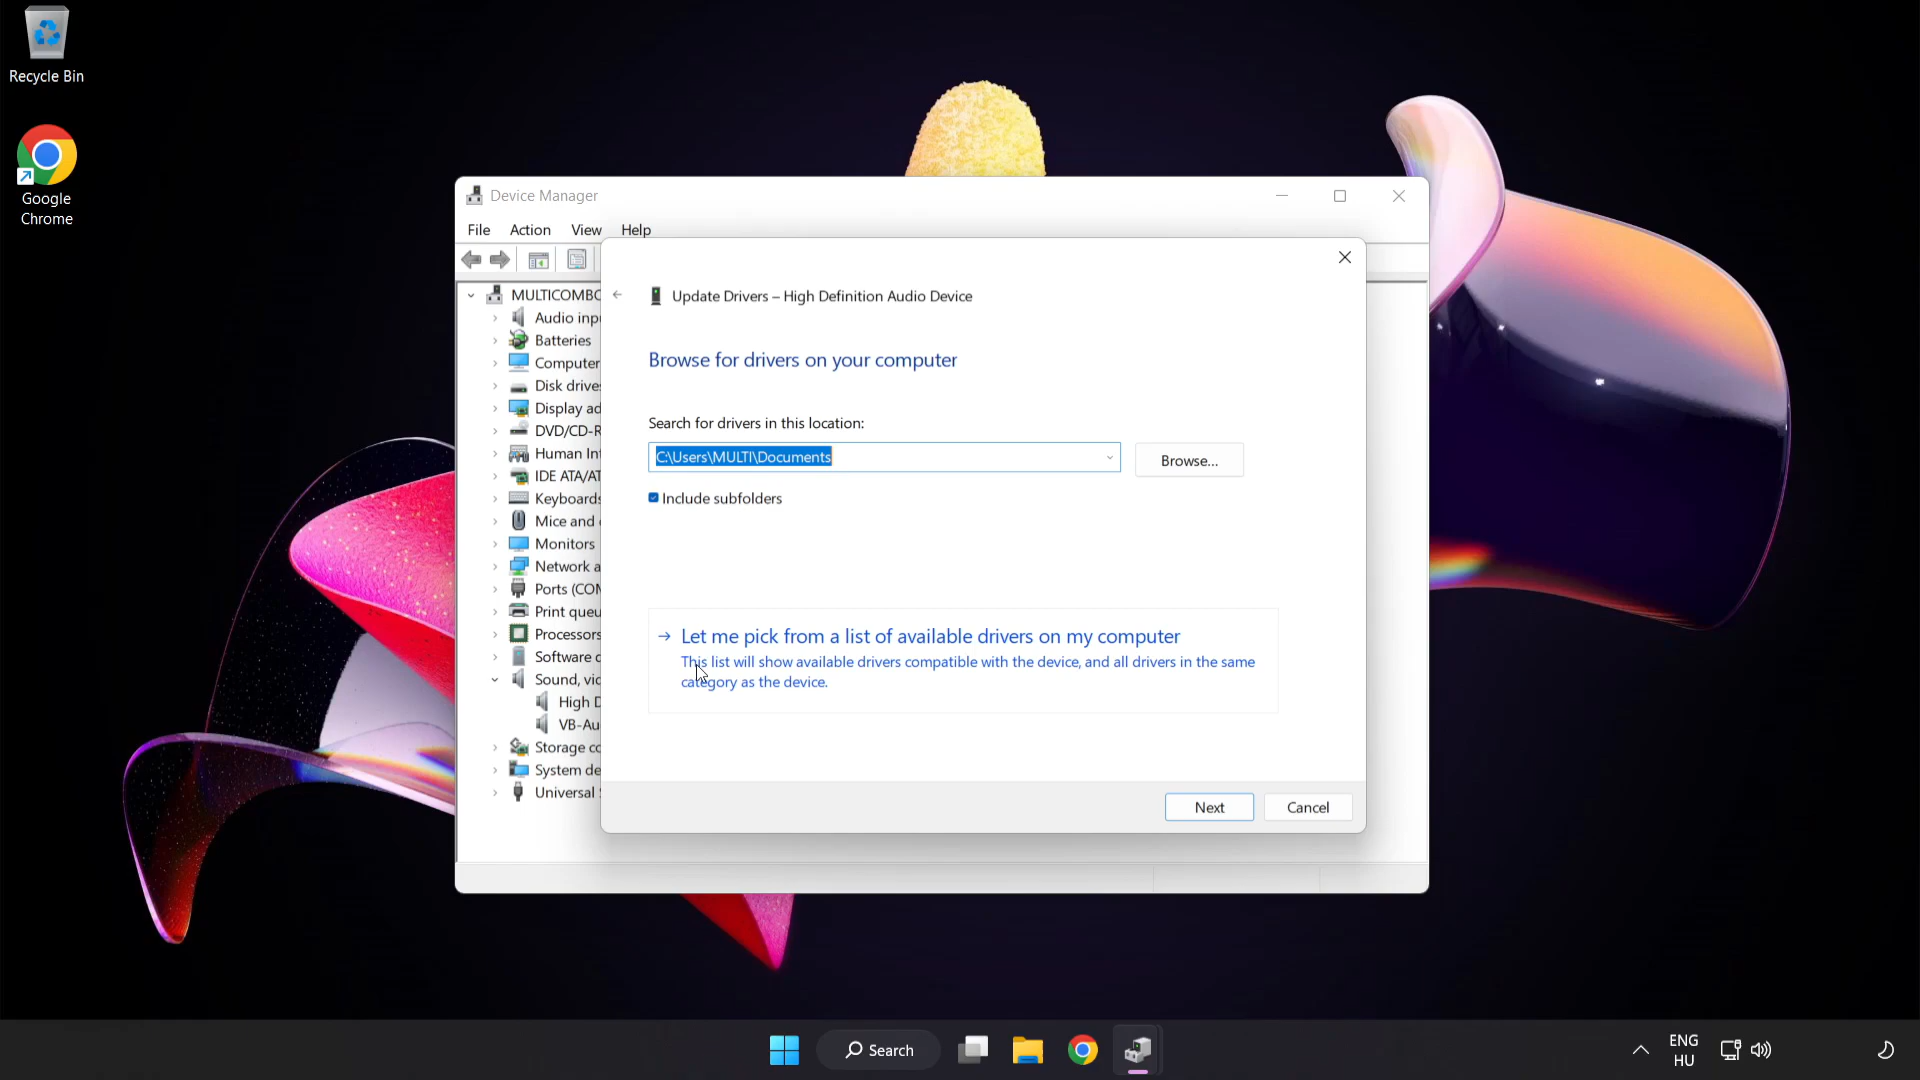 Recycle Bin
Google
Chrome
Device Manager
File Action View Help
MULTICOMBO
Audio inp
Batteries
Computer
Disk drives
Display ad
DVD/CD-R
Human Int
IDE ATA/AT
Keyboards
Mice and
Monitors
Network a
Ports (COM
Print queu
Processors
Software d
Sound, vid
High D
VB-Au
Storage co
System de
Universal
Update Drivers – High Definition Audio Device
Browse for drivers on your computer
Search for drivers in this location:
C:\Users\MULTI\Documents
Browse...
Include subfolders
Let me pick from a list of available drivers on my computer
This list will show available drivers compatible with the device, and all drivers in the same
category as the device.
Next Cancel
Search
ENG
HU